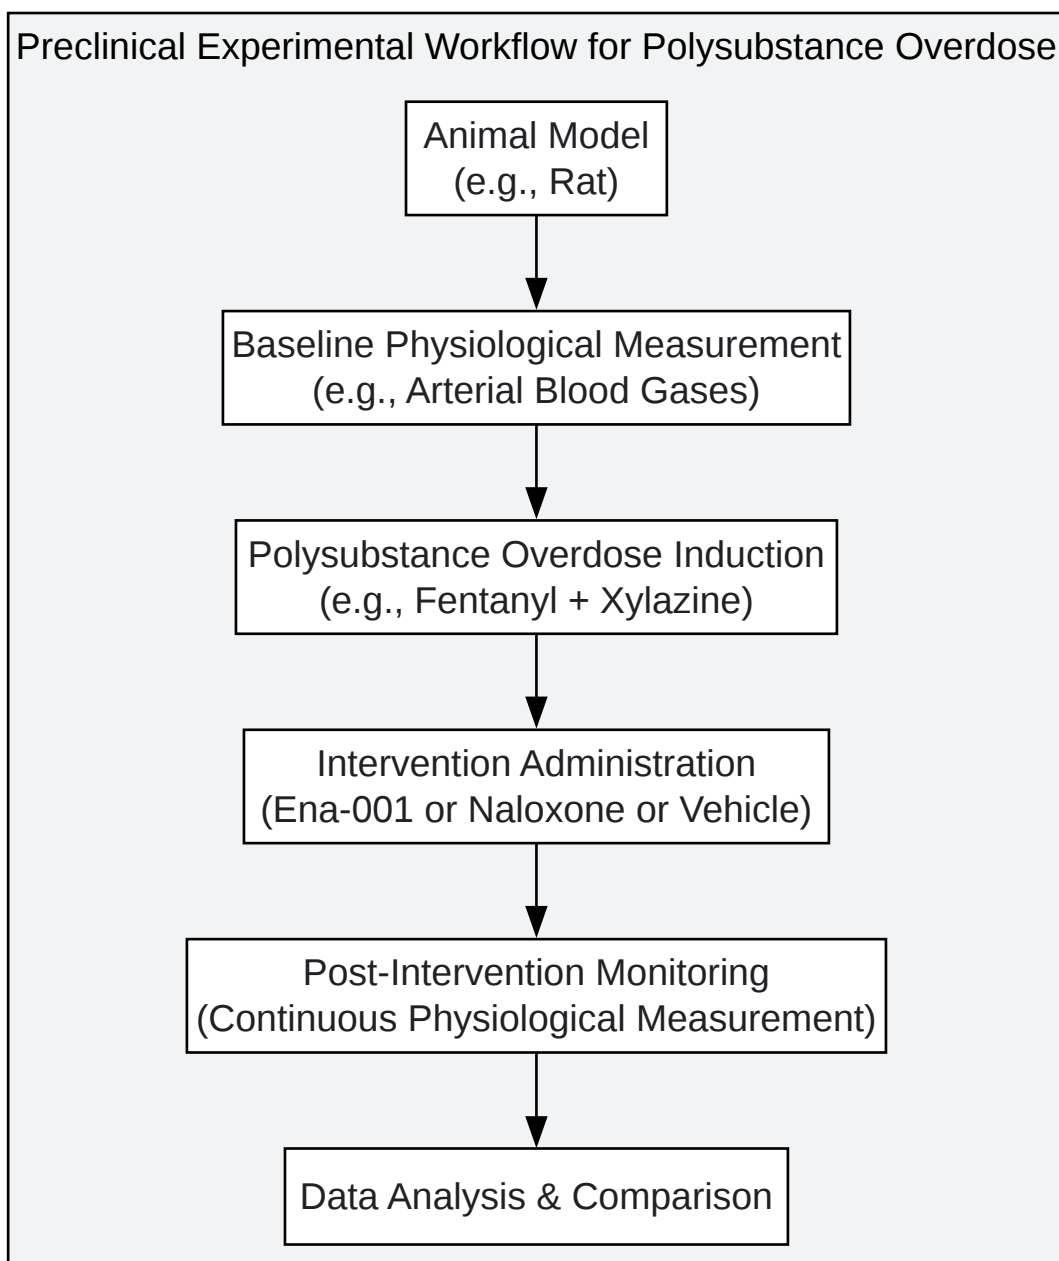 Preclinical Experimental Workflow for Polysubstance Overdose
Animal Model
(e.g., Rat)
Baseline Physiological Measurement
(e.g., Arterial Blood Gases)
Polysubstance Overdose Induction
(e.g., Fentanyl + Xylazine)
Intervention Administration
(Ena-001 or Naloxone or Vehicle)
Post-Intervention Monitoring
(Continuous Physiological Measurement)
Data Analysis & Comparison